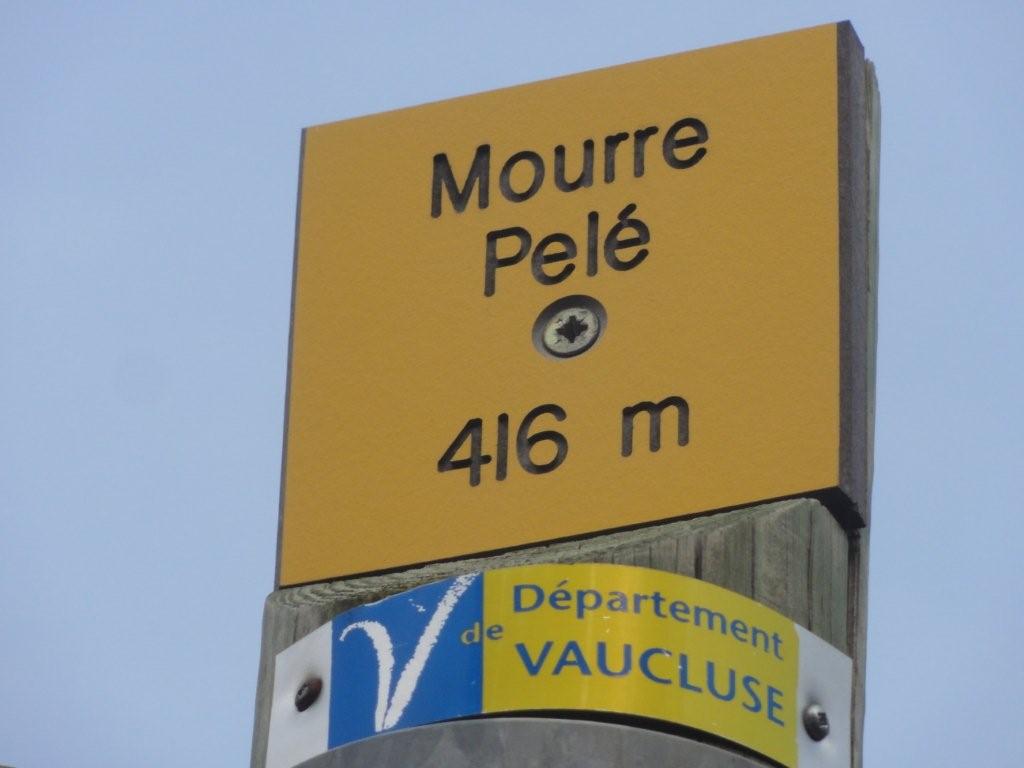 Mourre
Pelé
416 m
Département
de
VAUCLUSE